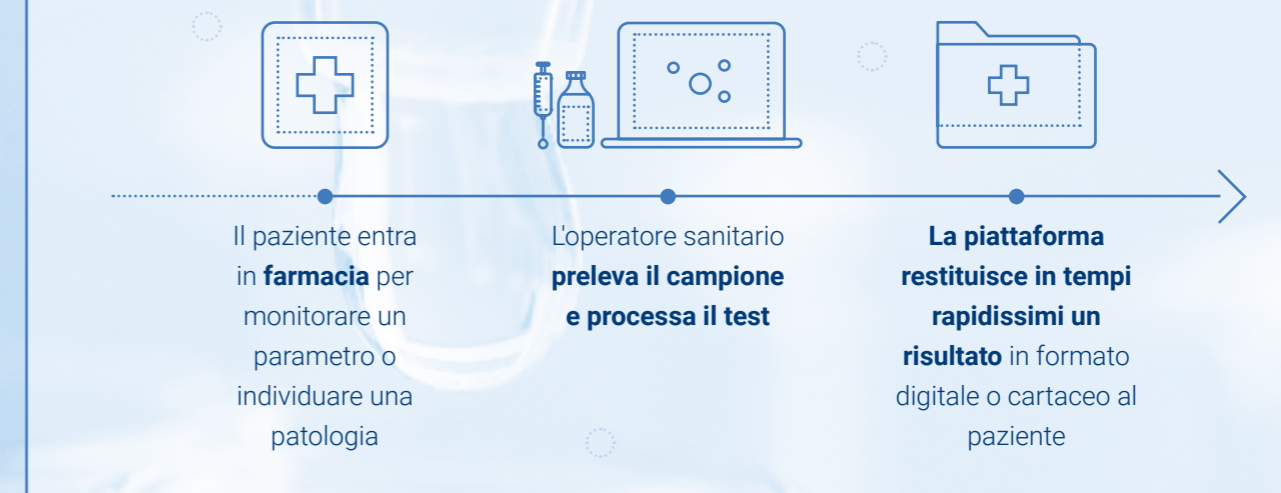 Il paziente entra
in farmacia per
monitorare un
parametro o
individuare una
patologia
L'operatore sanitario
preleva il campione
e processa il test
La piattaforma
restituisce in tempi
rapidissimi un
risultato in formato
digitale o cartaceo al
paziente